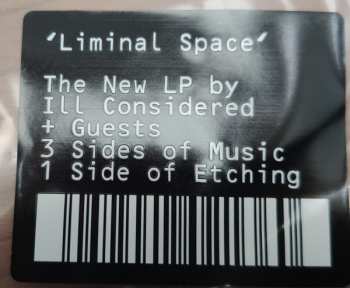 ‘Liminal Space‘
The New LP by
Ill Considered
+ Guests
3 Sides of Music
1 Side of Etching